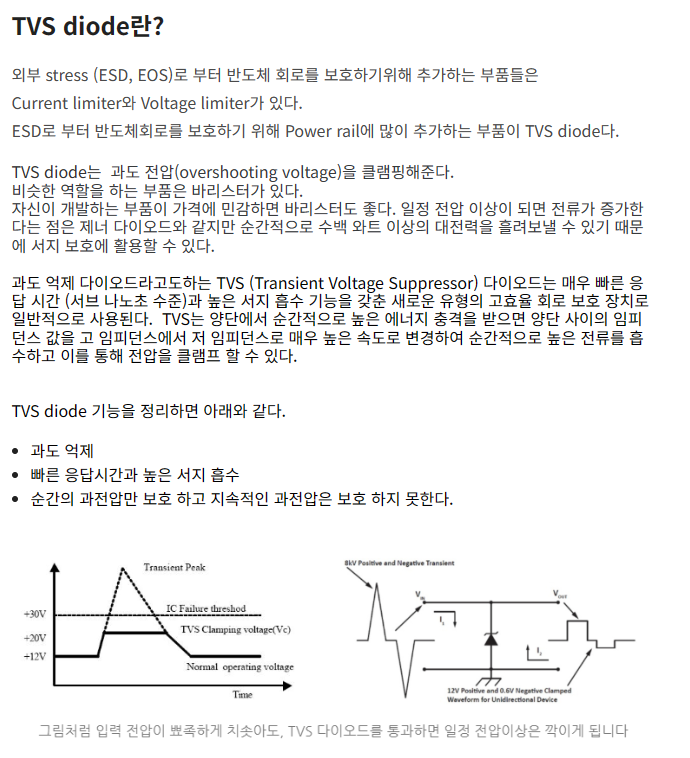 TVS diode란?
외부 stress (ESD, EOS)로 부터 반도체 회로를 보호하기위해 추가하는 부품들은
Current limiter와 Voltage limiter가 있다.
ESD로 부터 반도체회로를 보호하기 위해 Power rail에 많이 추가하는 부품이 TVS diode다.
TVS diode는 과도 전압(overshooting voltage)을 클램핑해준다.
비슷한 역할을 하는 부품은 바리스터가 있다.
자신이 개발하는 부품이 가격에 민감하면 바리스터도 좋다. 일정 전압 이상이 되면 전류가 증가한
다는 점은 제너 다이오드와 같지만 순간적으로 수백 와트 이상의 대전력을 흘려보낼 수 있기 때문
에 서지 보호에 활용할 수 있다.
과도 억제 다이오드라고도하는 TVS (Transient Voltage Suppressor) 다이오드는 매우 빠른 응
답 시간 (서브 나노초 수준)과 높은 서지 흡수 기능을 갖춘 새로운 유형의 고효율 회로 보호 장치로
일반적으로 사용된다. TVS는 양단에서 순간적으로 높은 에너지 충격을 받으면 양단 사이의 임피
던스 값을 고 임피던스에서 저 임피던스로 매우 높은 속도로 변경하여 순간적으로 높은 전류를 흡
수하고 이를 통해 전압을 클램프 할 수 있다.
TVS diode 기능을 정리하면 아래와 같다.
• 과도 억제
• 빠른 응답시간과 높은 서지 흡수
• 순간의 과전압만 보호 하고 지속적인 과전압은 보호 하지 못한다.
Transient Peak
IC Failure threshod
+30V
TVS Clamping voltage(Vc)
+20V
+12V
Normal operating voltage
Time
8kV Positive and Negative Transient
Vin
Vout
12V Positive and 0.6V Negative Clamped
Waveform for Unidirectional Device
그림처럼 입력 전압이 뾰족하게 치솟아도, TVS 다이오드를 통과하면 일정 전압이상은 깍이게 됩니다